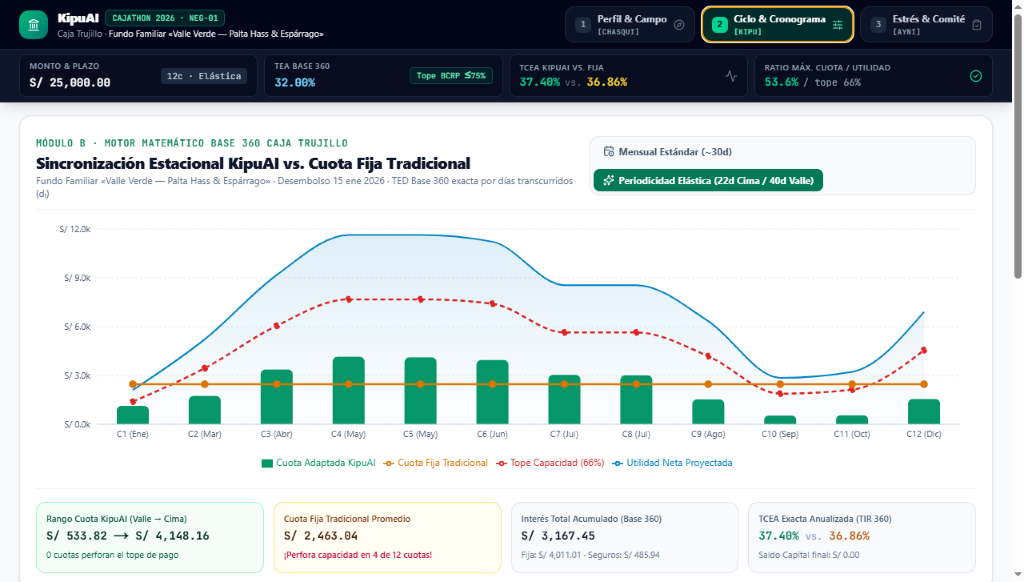 KipuAI CAJATHON 2026 · NEG-01
Caja Trujillo · Fundo Familiar «Valle Verde — Palta Hass & Espárrago»
1 Perfil & Campo
[CHASQUI]
2 Ciclo & Cronograma
[KIPU]
3 Estrés & Comité
[AYNI]
MONTO & PLAZO
S/ 25,000.00
12c · Elástica
TEA BASE 360
32.00%
Tope BCRP ≤75%
TCEA KIPUAI VS. FIJA
37.40% vs. 36.86%
RATIO MÁX. CUOTA / UTILIDAD
53.6% / tope 66%
MÓDULO B · MOTOR MATEMÁTICO BASE 360 CAJA TRUJILLO
Sincronización Estacional KipuAI vs. Cuota Fija Tradicional
Fundo Familiar «Valle Verde — Palta Hass & Espárrago» · Desembolso 15 ene 2026 · TED Base 360 exacta por días transcurridos
(dᵢ)
Mensual Estándar (~30d)
Periodicidad Elástica (22d Cima / 40d Valle)
S/ 12.0k
S/ 9.0k
S/ 6.0k
S/ 3.0k
S/ 0.0k
C1 (Ene) C2 (Mar) C3 (Abr) C4 (May) C5 (May) C6 (Jun) C7 (Jul) C8 (Jul) C9 (Ago) C10 (Sep) C11 (Oct) C12 (Dic)
Cuota Adaptada KipuAI Cuota Fija Tradicional Tope Capacidad (66%) Utilidad Neta Proyectada
Rango Cuota KipuAI (Valle → Cima)
S/ 533.82 → S/ 4,148.16
0 cuotas perforan el tope de pago
Cuota Fija Tradicional Promedio
S/ 2,463.04
¡Perfora capacidad en 4 de 12 cuotas!
Interés Total Acumulado (Base 360)
S/ 3,167.45
Fija: S/ 4,011.01 · Seguros: S/ 485.94
TCEA Exacta Anualizada (TIR 360)
37.40% vs. 36.86%
Saldo Capital final: S/ 0.00